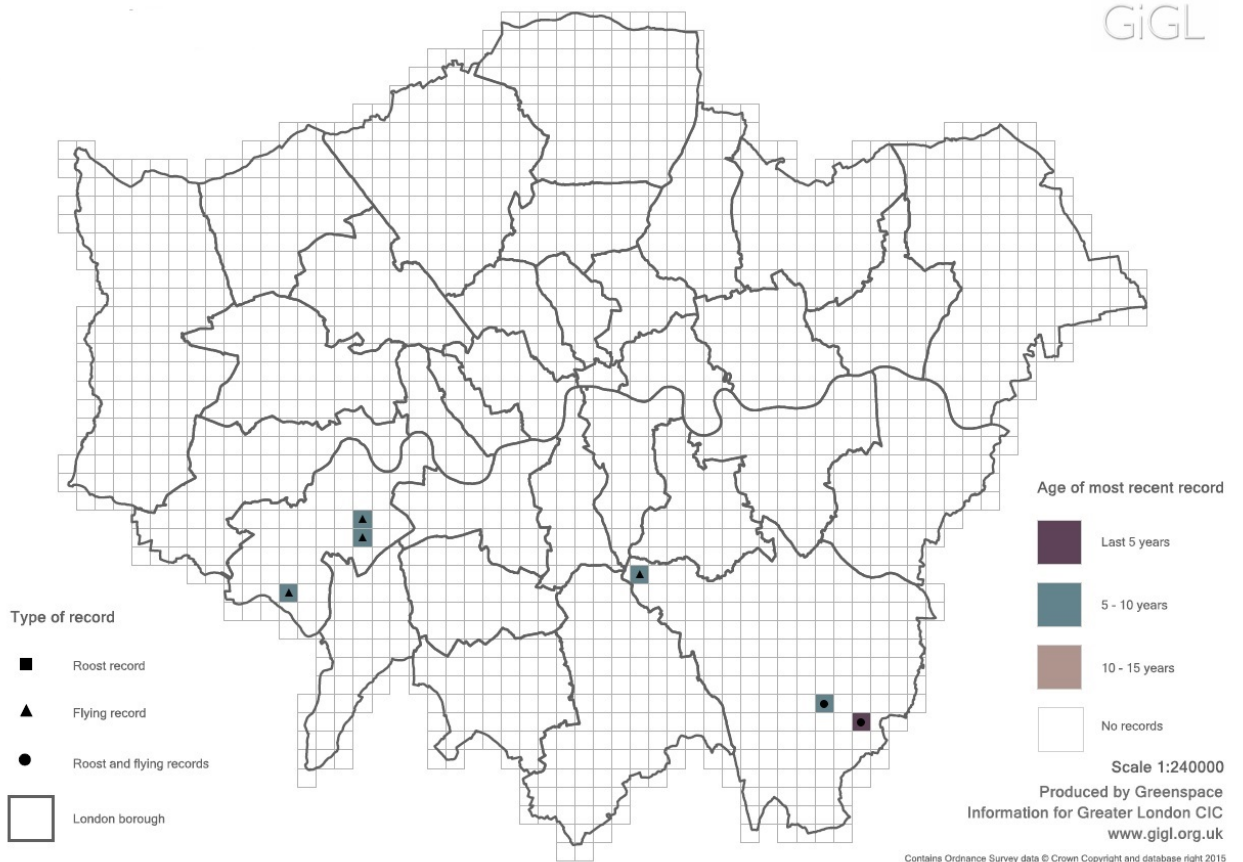 GiGL
Type of record
Roost record
Flying record
Roost and flying records
London borough
Age of most recent record
Last 5 years
5 - 10 years
10 - 15 years
No records
Scale 1:240000
Produced by Greenspace
Information for Greater London CIC
www.gigl.org.uk
Contains Ordnance Survey data © Crown Copyright and database right 2015